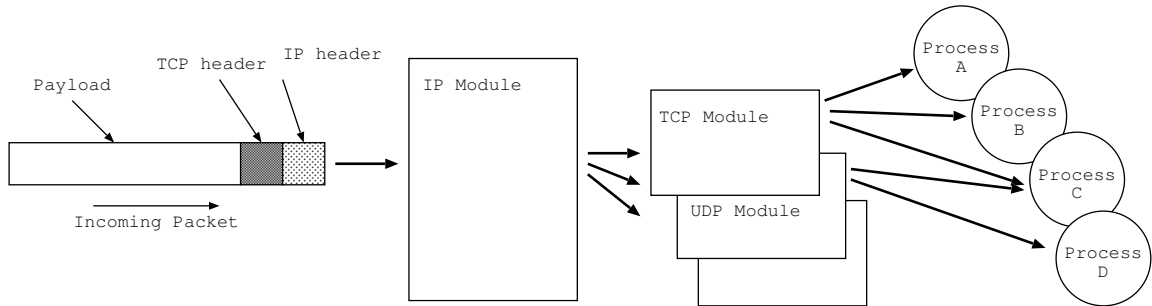 Payload
TCP header
IP header
Incoming Packet
IP Module
TCP Module
UDP Module
Process
A
Process
B
Process
C
Process
D